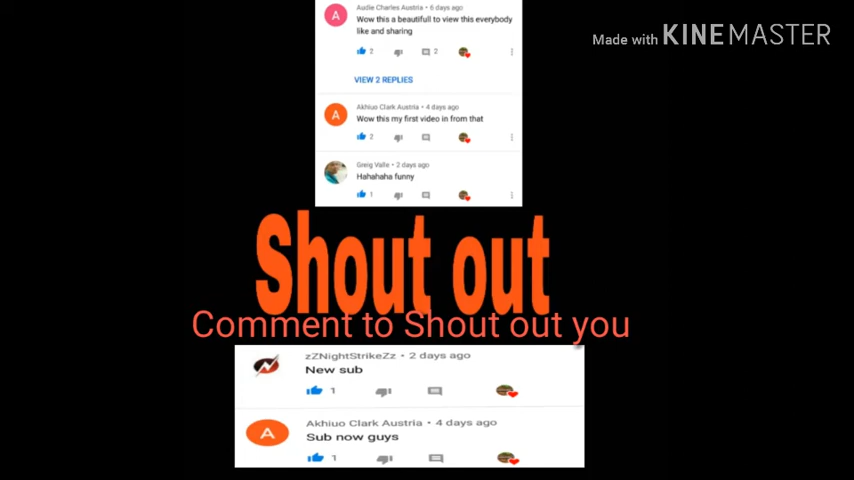 Audie Charles Austria • 6 days ago
Wow this a beautifull to view this everybody
like and sharing
2
2
VIEW 2 REPLIES
A
Akhiuo Clark Austria • 4 days ago
Wow this my first video in from that
2
A
Greig Valle • 2 days ago
Hahahaha funny
1
Made with KINEMASTER
Shout out
Comment to Shout out you
zZNightStrikeZz • 2 days ago
New sub
1
Akhiuo Clark Austria • 4 days ago
A
Sub now guys
1